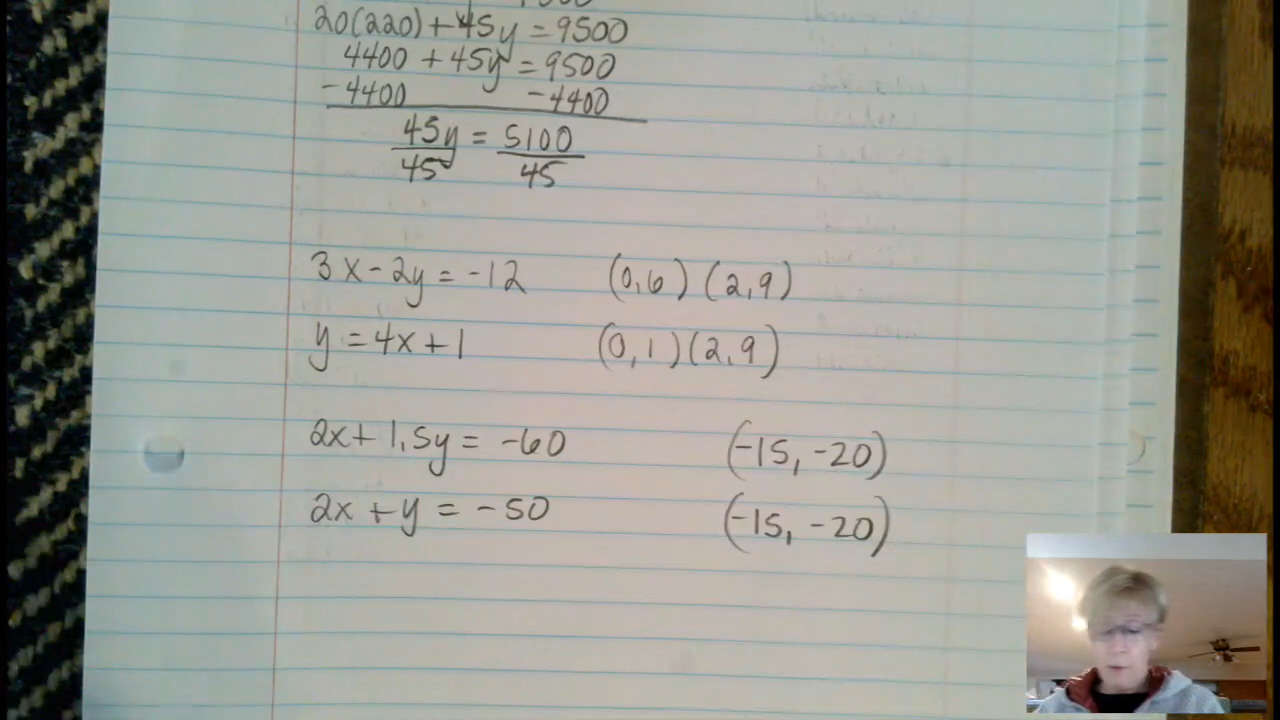 20(220)+45y=9500
4400+45y=9500
-4400 -4400
45y = 5100
45 45
3x-2y=-12 (0,6) (2,9)
y=4x+1 (0,1)(2,9)
2x+1.5y= -60 (-15, -20)
2x+y = -50 (-15, -20)